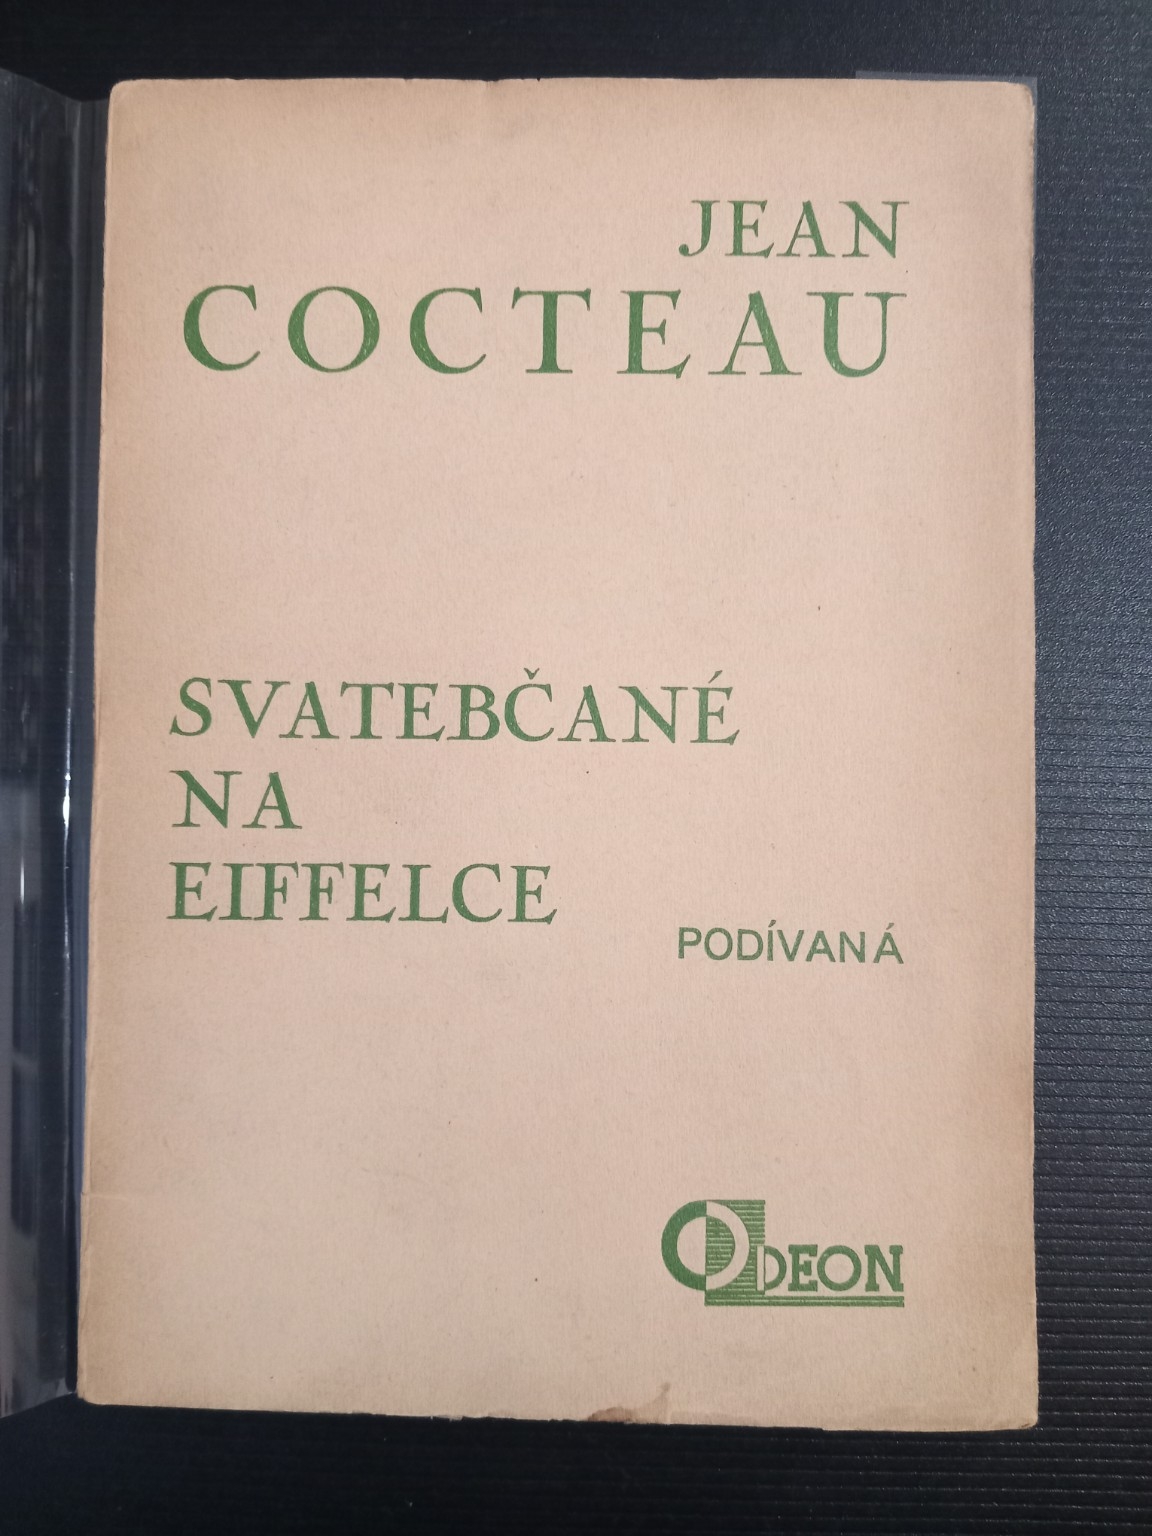 JEAN
COCTEAU
SVATEBČANÉ
NA
EIFFELCE
PODÍVANÁ
ODEON